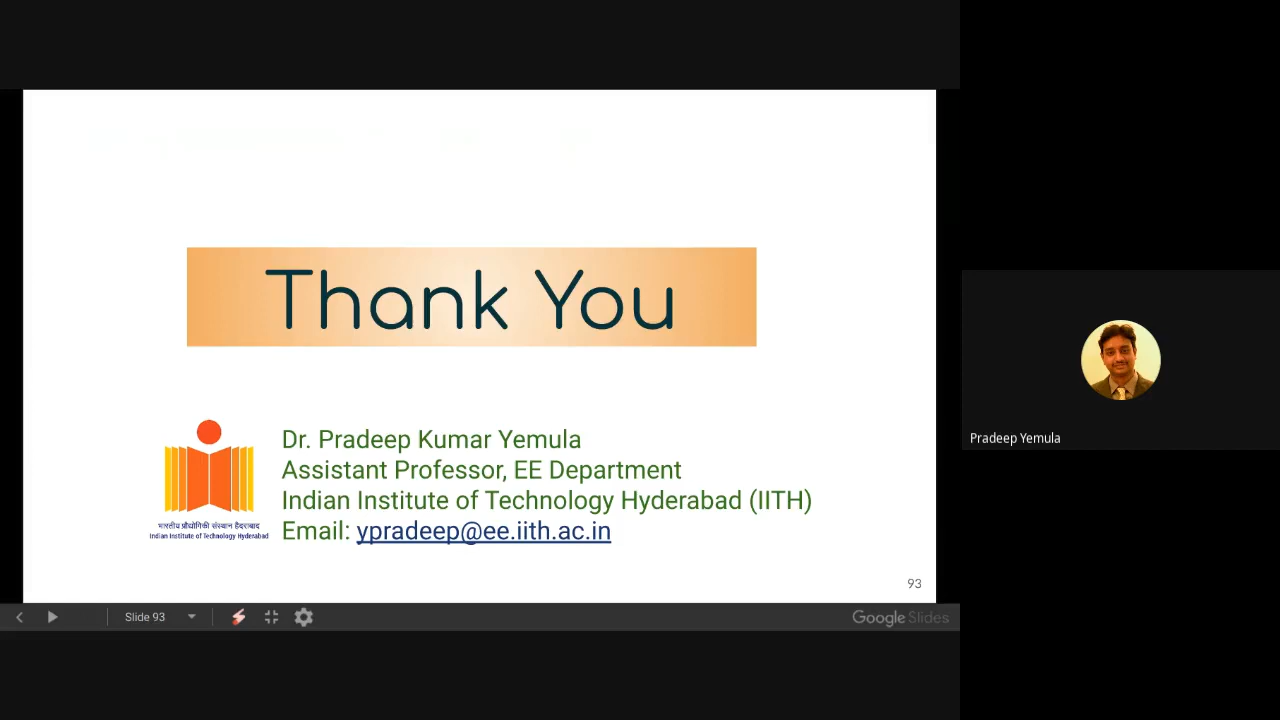 Thank You
Dr. Pradeep Kumar Yemula
Assistant Professor, EE Department
Indian Institute of Technology Hyderabad (IITH)
Email: ypradeep@ee.iith.ac.in
भारतीय प्रौद्योगिकी संस्थान हैदराबाद
Indian Institute of Technology Hyderabad
93
Slide 93
Google Slides
Pradeep Yemula